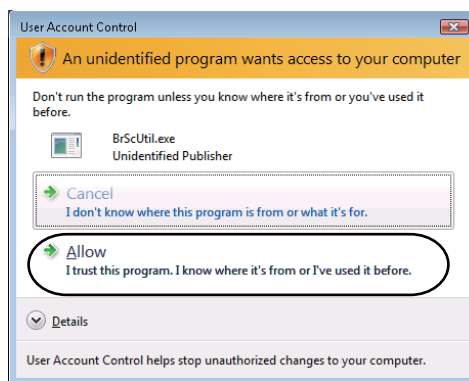 User Account Control
An unidentified program wants access to your computer
Don't run the program unless you know where it's from or you've used it
before.
BrScUtil.exe
Unidentified Publisher
Cancel
I don't know where this program is from or what it's for.
Allow
I trust this program. I know where it's from or I've used it before.
Details
User Account Control helps stop unauthorized changes to your computer.